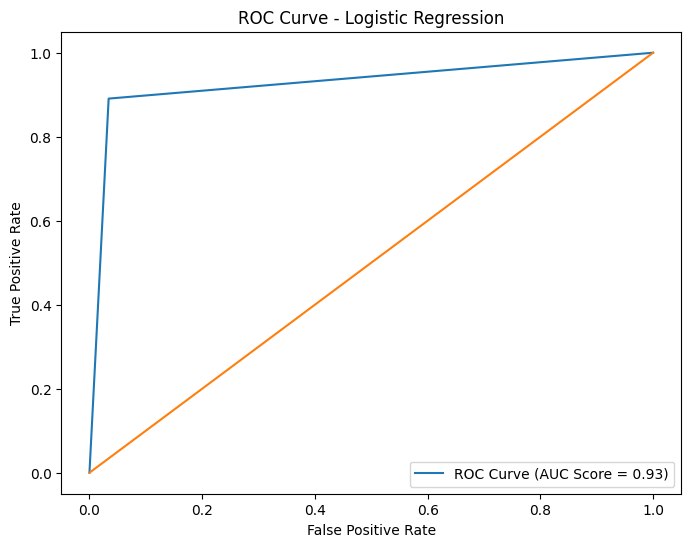 ROC Curve - Logistic Regression
1.0
0.8
0.6
0.4
0.2
0.0
True Positive Rate
ROC Curve (AUC Score = 0.93)
0.0 0.2 0.4 0.6 0.8 1.0
False Positive Rate